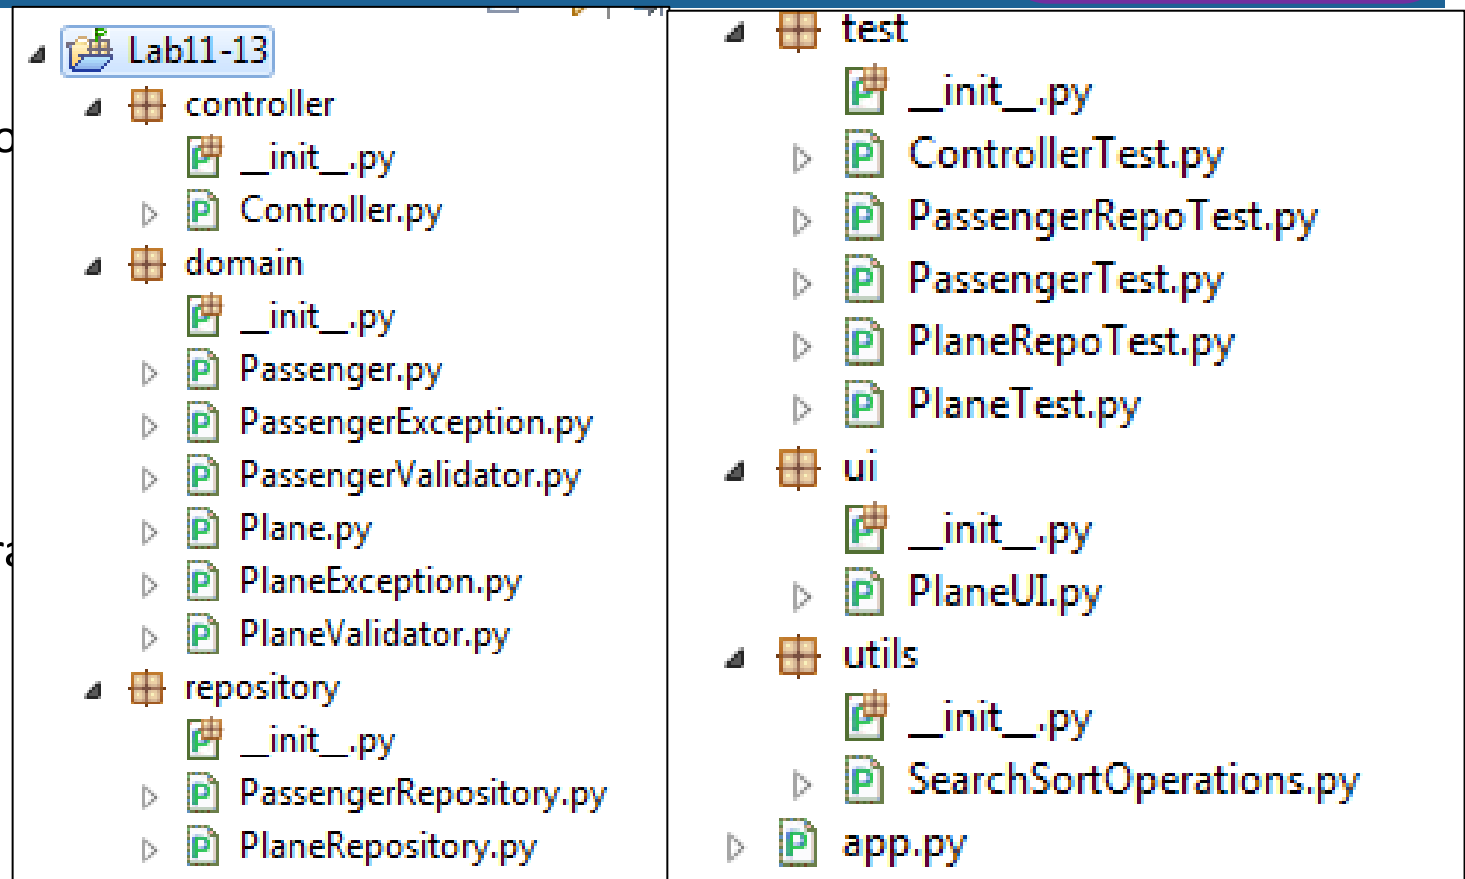 Lab11-13
controller
__init__.py
Controller.py
domain
__init__.py
Passenger.py
PassengerException.py
PassengerValidator.py
Plane.py
PlaneException.py
PlaneValidator.py
repository
__init__.py
PassengerRepository.py
PlaneRepository.py
test
__init__.py
ControllerTest.py
PassengerRepoTest.py
PassengerTest.py
PlaneRepoTest.py
PlaneTest.py
ui
__init__.py
PlaneUI.py
utils
__init__.py
SearchSortOperations.py
app.py